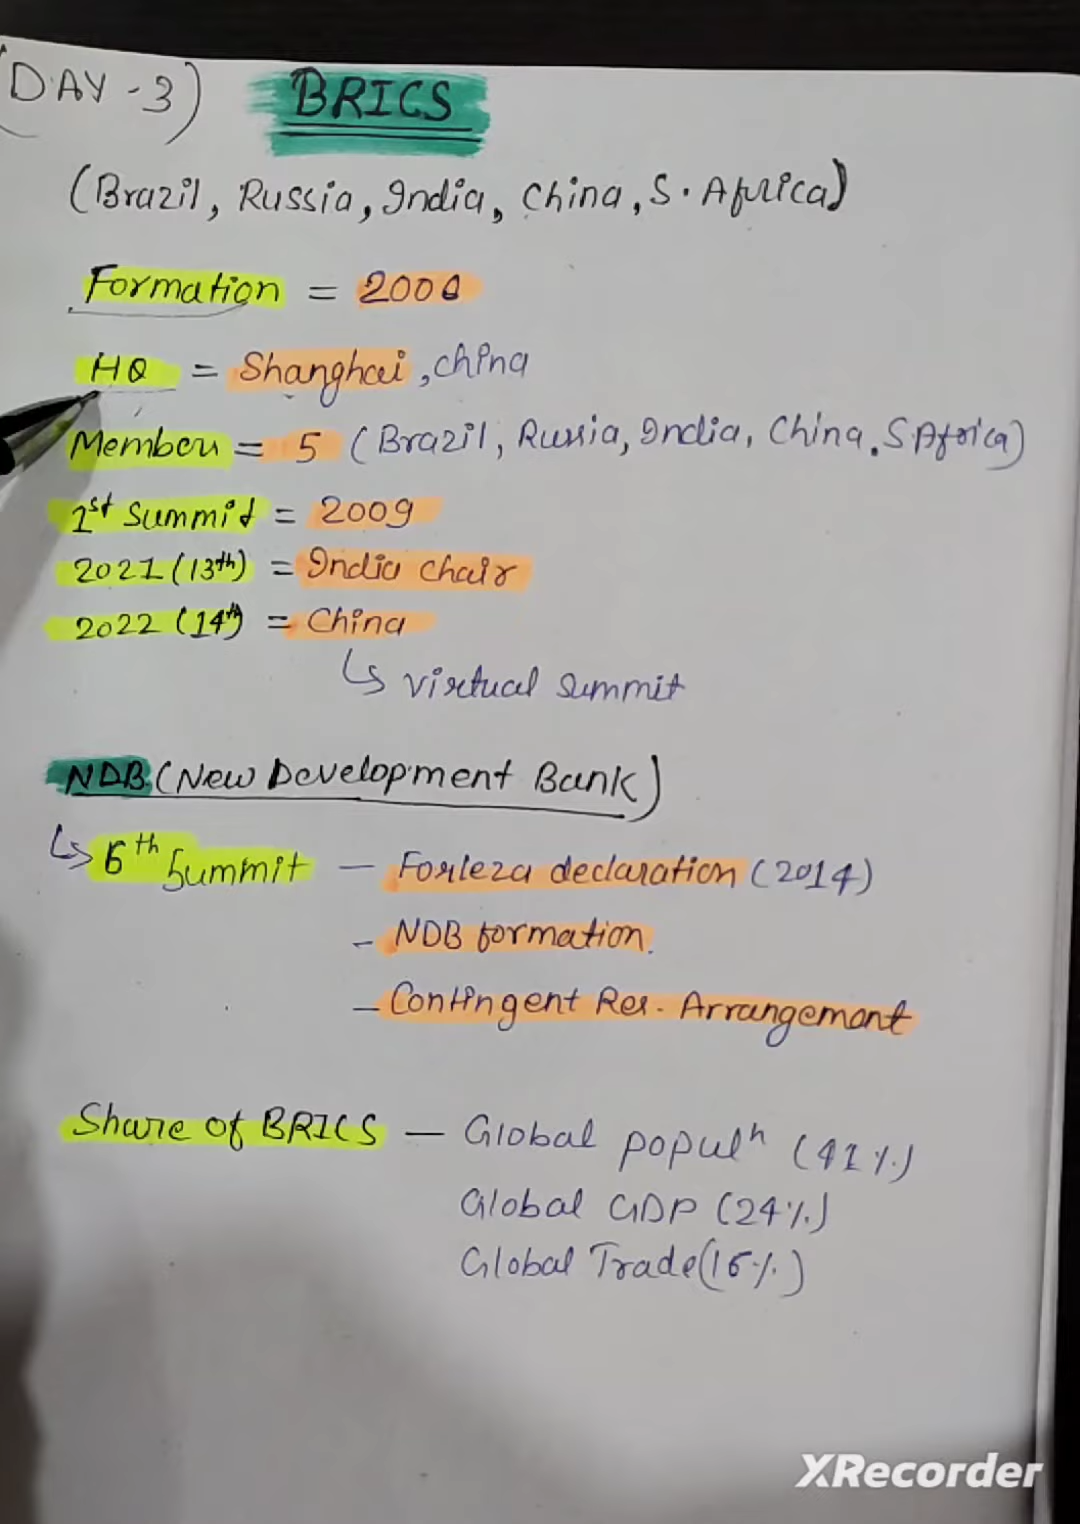 (DAY-3)
BRICS
(Brazil, Russia, India, China, S. Africa)
Formation = 2006
HQ = Shanghai, China
Members = 5 (Brazil, Russia, India, China, S. Africa)
1st Summit = 2009
2021 (13th) = India chair
2022 (14th) = China
↳ virtual summit
NDB (New Development Bank)
↳ 6th Summit – Forleza declaration (2014)
- NDB formation.
- Contingent Res. Arrangement
Share of BRICS – Global populⁿ (41%)
Global GDP (24%)
Global Trade (16%)
XRecorder